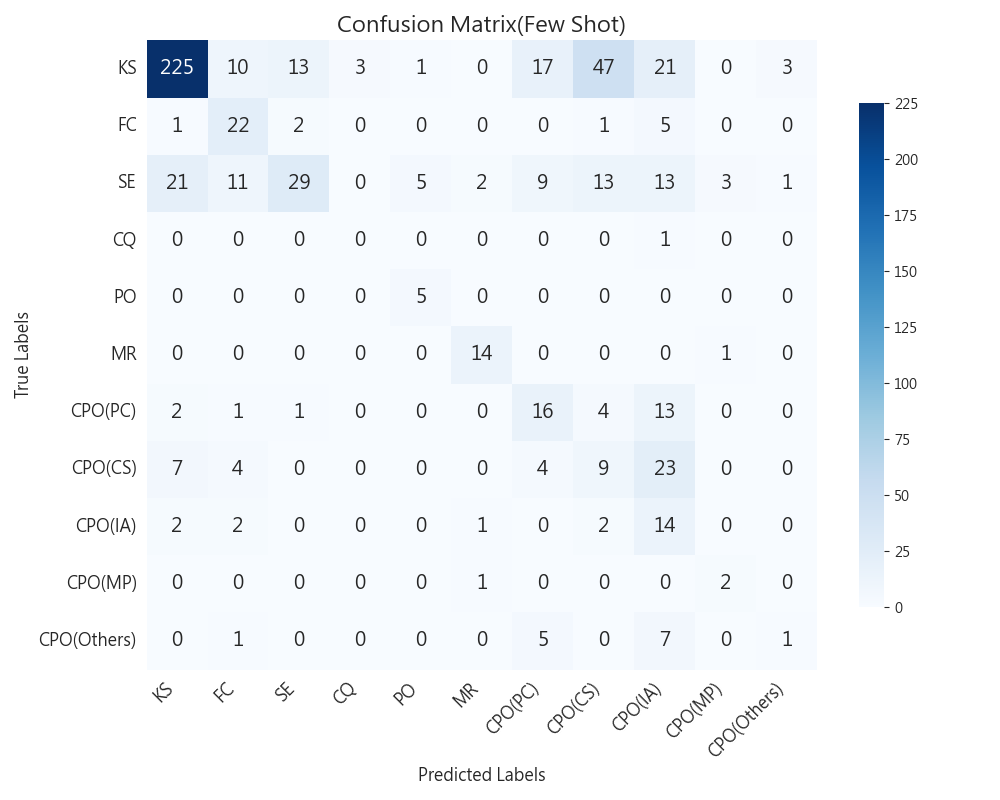 Confusion Matrix(Few Shot)
KS 225 10 13 3 1 0 17 47 21 0 3
FC 1 22 2 0 0 0 0 1 5 0 0
SE 21 11 29 0 5 2 9 13 13 3 1
CQ 0 0 0 0 0 0 0 0 1 0 0
PO 0 0 0 0 5 0 0 0 0 0 0
MR 0 0 0 0 0 14 0 0 0 1 0
CPO(PC) 2 1 1 0 0 0 16 4 13 0 0
CPO(CS) 7 4 0 0 0 0 4 9 23 0 0
CPO(IA) 2 2 0 0 0 1 0 2 14 0 0
CPO(MP) 0 0 0 0 0 1 0 0 0 2 0
CPO(Others) 0 1 0 0 0 0 5 0 7 0 1
KS FC SE CQ PO MR CPO(PC) CPO(CS) CPO(IA) CPO(MP) CPO(Others)
Predicted Labels
True Labels
225
200
175
150
125
100
75
50
25
0